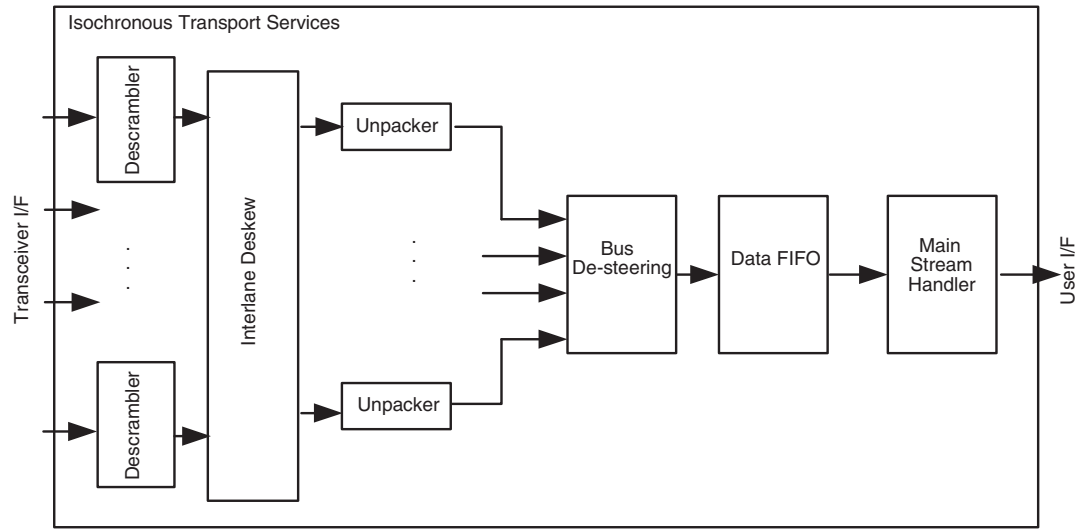 Isochronous Transport Services
Transceiver I/F
Descrambler
Descrambler
Interlane Deskew
Unpacker
Unpacker
Bus
De-steering
Data FIFO
Main
Stream
Handler
User I/F